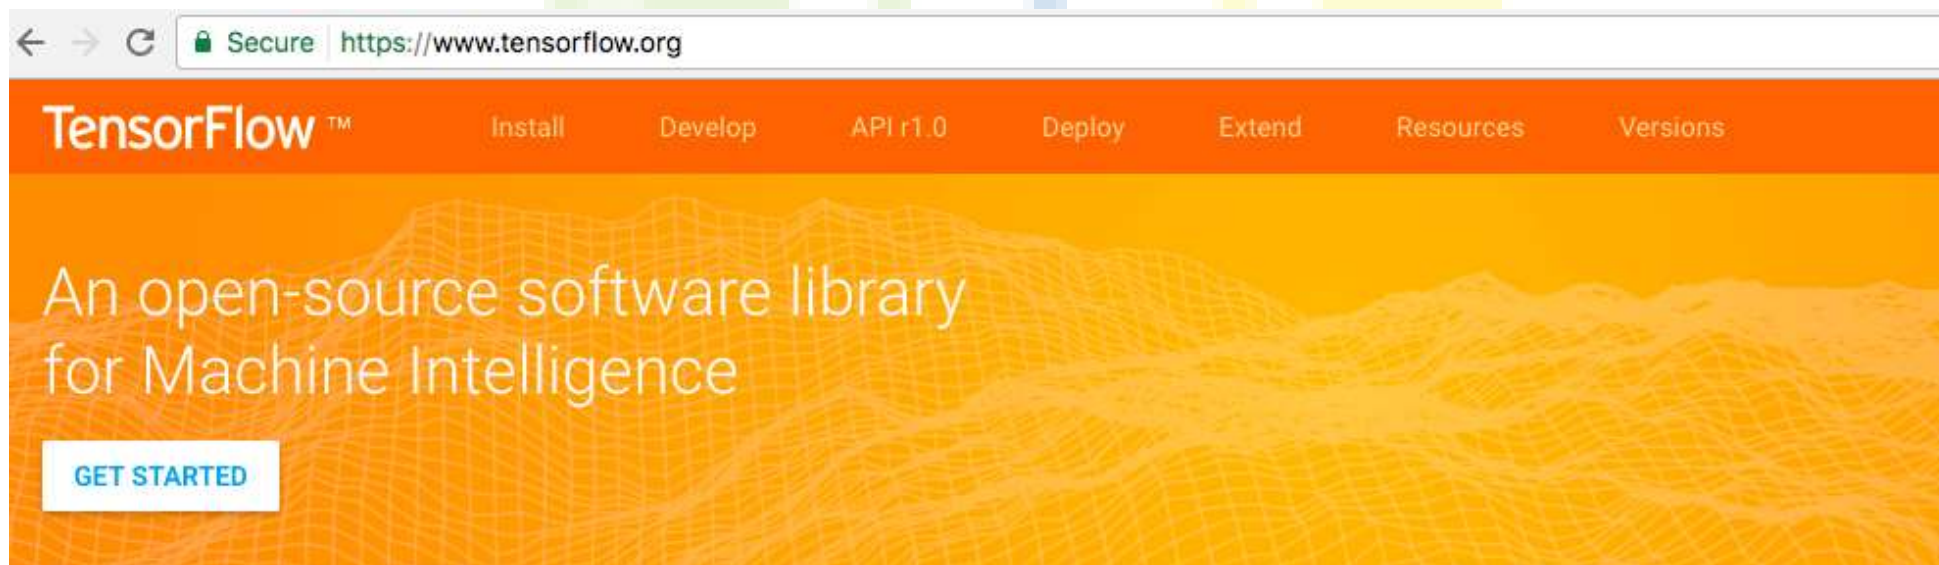 Secure https://www.tensorflow.org
TensorFlow ™ Install Develop API r1.0 Deploy Extend Resources Versions
An open-source software library
for Machine Intelligence
GET STARTED